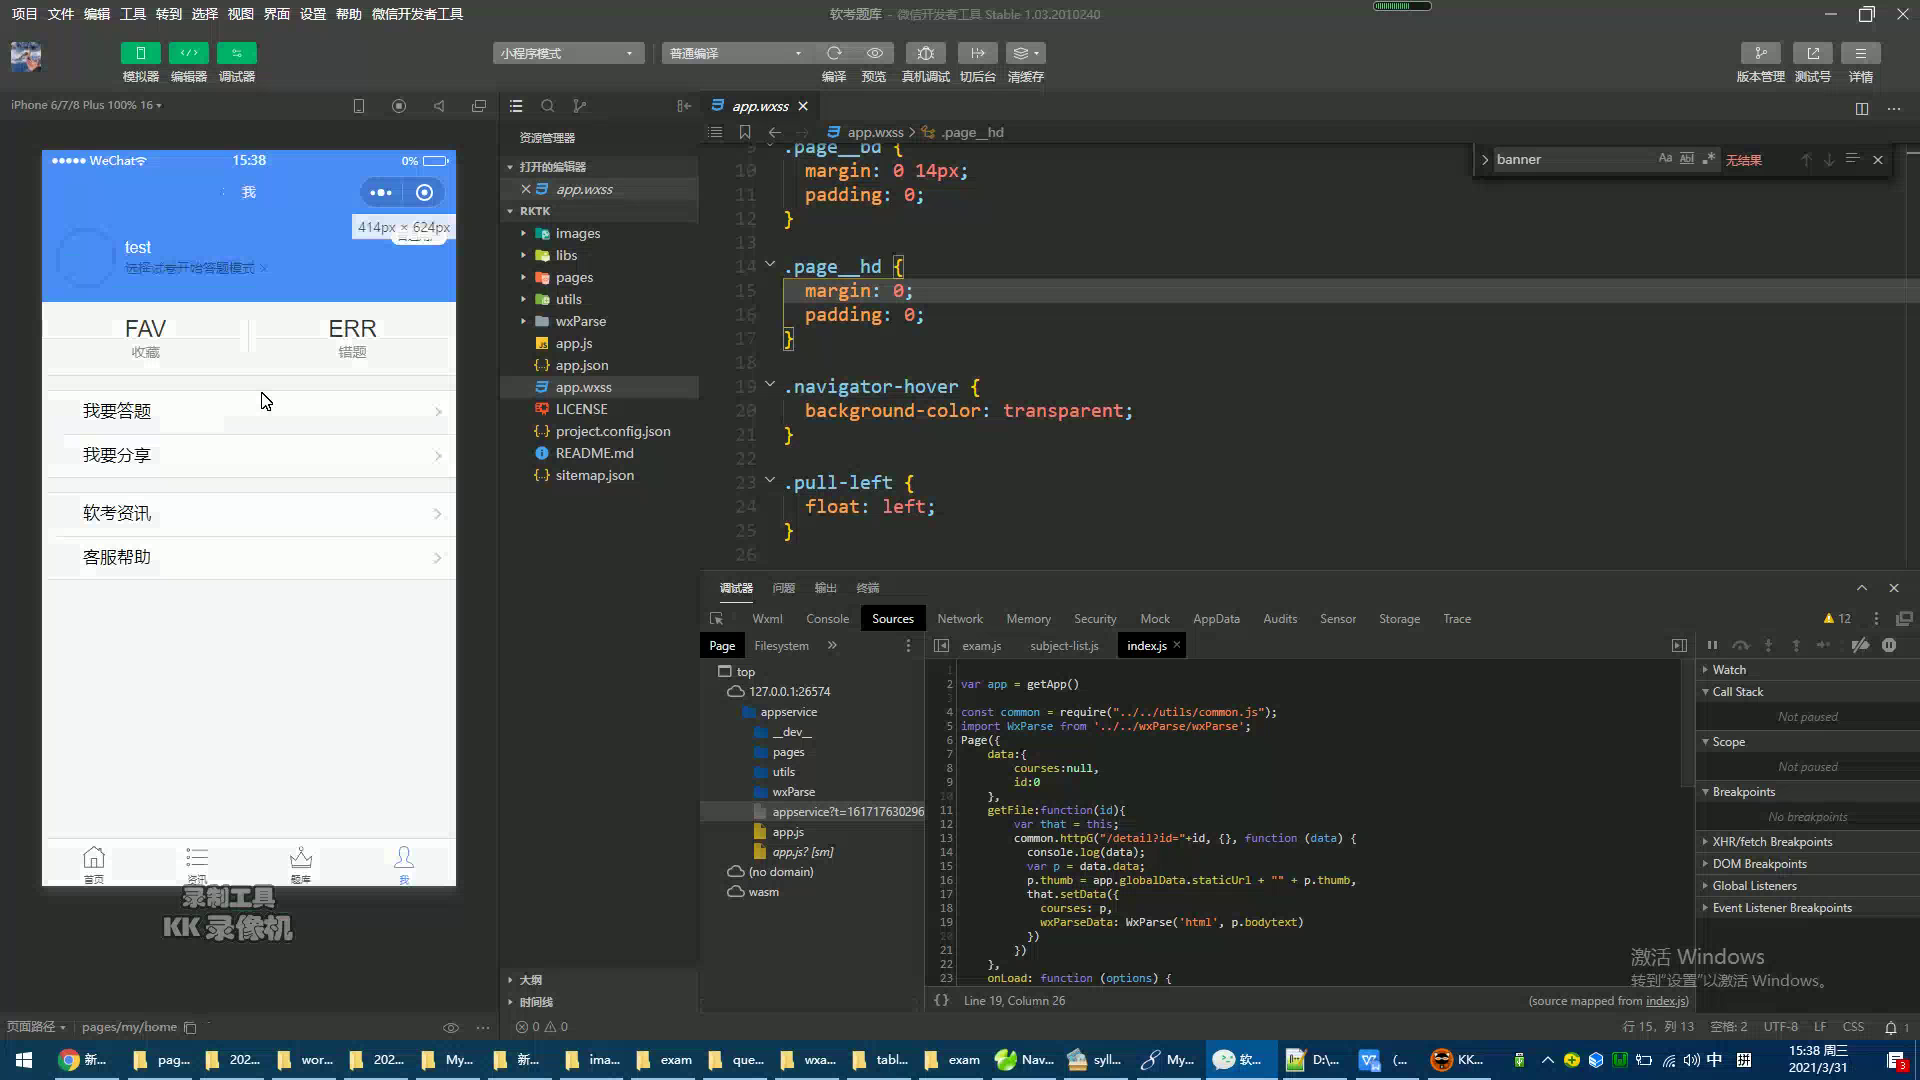 项目 文件 编辑 工具 转到 选择 视图 界面 设置 帮助 微信开发者工具
软考题库 - 微信开发者工具 Stable 1.03.2010240
小程序模式
普通编译
模拟器 编辑器 调试器
编译 预览 真机调试 切后台 清缓存
版本管理 测试号 详情
iPhone 6/7/8 Plus 100% 16
资源管理器
打开的编辑器
app.wxss
RKTK
images
libs
pages
utils
wxParse
app.js
app.json
app.wxss
LICENSE
project.config.json
README.md
sitemap.json
大纲
时间线
WeChat
15:38
0%
我
414px × 624px
test
选择试卷开始答题模式
FAV
收藏
ERR
错题
我要答题
我要分享
软考资讯
客服帮助
首页 资讯 题库 我
录制工具
KK 录像机
页面路径 pages/my/home
0 0
app.wxss
app.wxss > .page__hd
banner
Aa Abl .*
无结果
9 .page__bd {
10 margin: 0 14px;
11 padding: 0;
12 }
13
14 .page__hd {
15 margin: 0;
16 padding: 0;
17 }
18
19 .navigator-hover {
20 background-color: transparent;
21 }
22
23 .pull-left {
24 float: left;
25 }
26
调试器 问题 输出 终端
Wxml Console Sources Network Memory Security Mock AppData Audits Sensor Storage Trace
12
Page Filesystem »
top
127.0.0.1:26574
appservice
__dev__
pages
utils
wxParse
appservice?t=161717630296
app.js
app.js? [sm]
(no domain)
wasm
exam.js subject-list.js index.js
1
2 var app = getApp()
3
4 const common = require("../../utils/common.js");
5 import WxParse from '../../wxParse/wxParse';
6 Page({
7 data:{
8 courses:null,
9 id:0
10 },
11 getFile:function(id){
12 var that = this;
13 common.httpG("/detail?id="+id, {}, function (data) {
14 console.log(data);
15 var p = data.data;
16 p.thumb = app.globalData.staticUrl + "" + p.thumb,
17 that.setData({
18 courses: p,
19 wxParseData: WxParse('html', p.bodytext)
20 })
21 })
22 },
23 onLoad: function (options) {
{} Line 19, Column 26
(source mapped from index.js)
Watch
Call Stack
Not paused
Scope
Not paused
Breakpoints
No breakpoints
XHR/fetch Breakpoints
DOM Breakpoints
Global Listeners
Event Listener Breakpoints
激活 Windows
转到"设置"以激活 Windows。
行 15, 列 13 空格: 2 UTF-8 LF CSS 1
新... pag... 202... wor... 202... My... 新... ima... exam que... wxa... tabl... exam Nav... syll... My... 软... D:\... (... KK...
中 拼
15:38 周三
2021/3/31
3